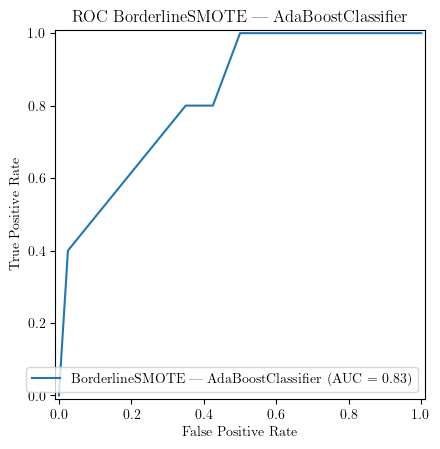 ROC BorderlineSMOTE — AdaBoostClassifier
1.0
0.8
0.6
0.4
0.2
0.0
True Positive Rate
BorderlineSMOTE — AdaBoostClassifier (AUC = 0.83)
0.0 0.2 0.4 0.6 0.8 1.0
False Positive Rate